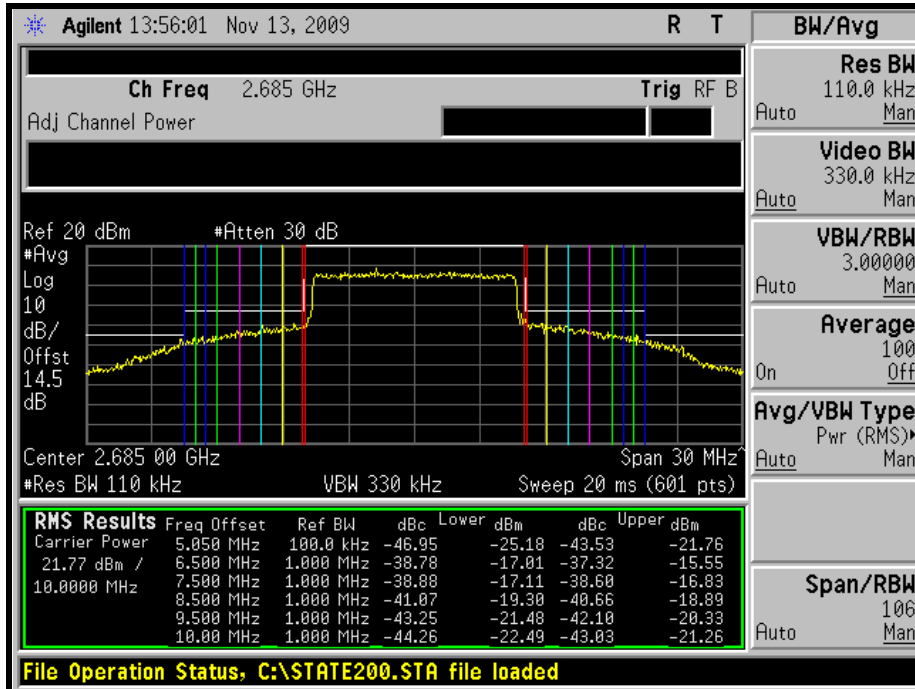 Agilent 13:56:01 Nov 13, 2009 R T
Ch Freq 2.685 GHz Trig RF B
Adj Channel Power
Ref 20 dBm #Atten 30 dB
#Avg
Log
10
dB/
Offst
14.5
dB
Center 2.685 00 GHz Span 30 MHz^
#Res BW 110 kHz VBW 330 kHz Sweep 20 ms (601 pts)
RMS Results Freq Offset Ref BW dBc Lower dBm dBc Upper dBm
Carrier Power 5.050 MHz 100.0 kHz -46.95 -25.18 -43.53 -21.76
21.77 dBm / 6.500 MHz 1.000 MHz -38.78 -17.01 -37.32 -15.55
10.0000 MHz 7.500 MHz 1.000 MHz -38.88 -17.11 -38.60 -16.83
8.500 MHz 1.000 MHz -41.07 -19.30 -40.66 -18.89
9.500 MHz 1.000 MHz -43.25 -21.48 -42.10 -20.33
10.00 MHz 1.000 MHz -44.26 -22.49 -43.03 -21.26
File Operation Status, C:\STATE200.STA file loaded
BW/Avg
Res BW
110.0 kHz
Auto Man
Video BW
330.0 kHz
Auto Man
VBW/RBW
3.00000
Auto Man
Average
100
On Off
Avg/VBW Type
Pwr (RMS)▸
Auto Man
Span/RBW
106
Auto Man